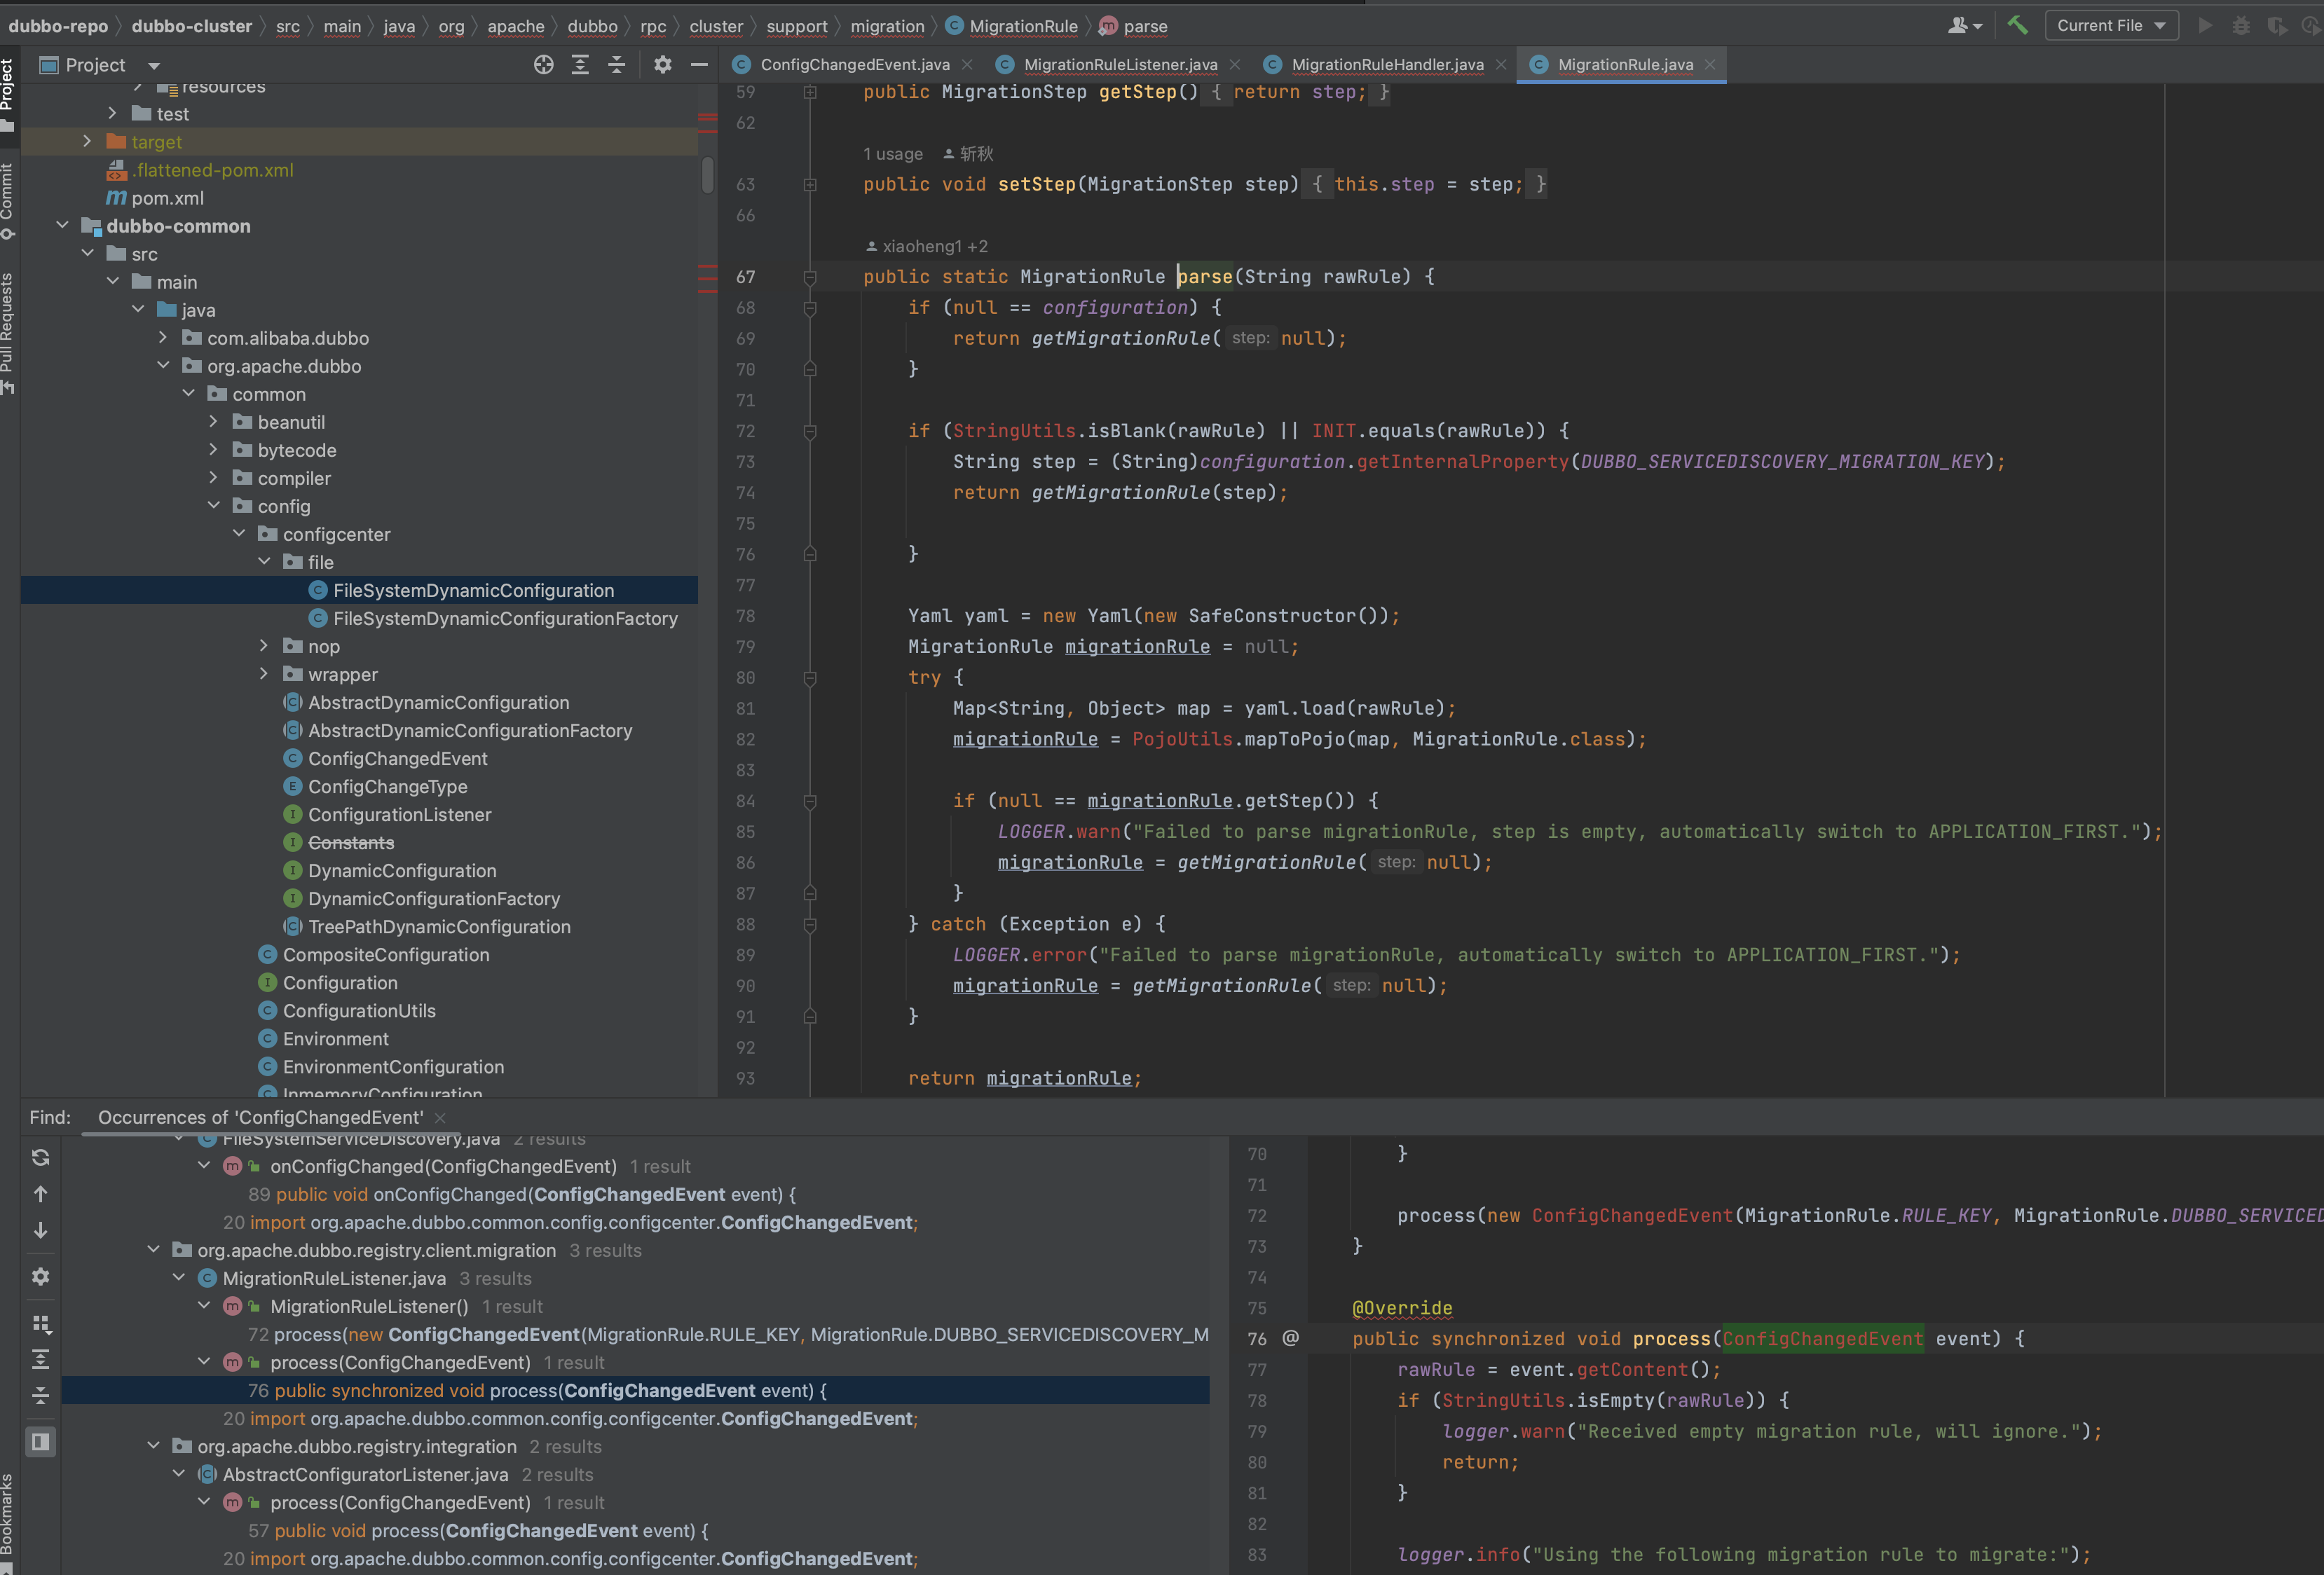 dubbo-repo dubbo-cluster src main java org apache dubbo rpc cluster support migration MigrationRule parse
Current File
Project
ConfigChangedEvent.java
MigrationRuleListener.java
MigrationRuleHandler.java
MigrationRule.java
Project
Commit
Pull Requests
Bookmarks
resources
test
target
.flattened-pom.xml
pom.xml
dubbo-common
src
main
java
com.alibaba.dubbo
org.apache.dubbo
common
beanutil
bytecode
compiler
config
configcenter
file
FileSystemDynamicConfiguration
FileSystemDynamicConfigurationFactory
nop
wrapper
AbstractDynamicConfiguration
AbstractDynamicConfigurationFactory
ConfigChangedEvent
ConfigChangeType
ConfigurationListener
Constants
DynamicConfiguration
DynamicConfigurationFactory
TreePathDynamicConfiguration
CompositeConfiguration
Configuration
ConfigurationUtils
Environment
EnvironmentConfiguration
InmemoryConfiguration
59 public MigrationStep getStep() { return step; }
62
1 usage 斩秋
63 public void setStep(MigrationStep step) { this.step = step; }
66
xiaoheng1 +2
67 public static MigrationRule parse(String rawRule) {
68 if (null == configuration) {
69 return getMigrationRule( step: null);
70 }
71
72 if (StringUtils.isBlank(rawRule) || INIT.equals(rawRule)) {
73 String step = (String)configuration.getInternalProperty(DUBBO_SERVICEDISCOVERY_MIGRATION_KEY);
74 return getMigrationRule(step);
75
76 }
77
78 Yaml yaml = new Yaml(new SafeConstructor());
79 MigrationRule migrationRule = null;
80 try {
81 Map<String, Object> map = yaml.load(rawRule);
82 migrationRule = PojoUtils.mapToPojo(map, MigrationRule.class);
83
84 if (null == migrationRule.getStep()) {
85 LOGGER.warn("Failed to parse migrationRule, step is empty, automatically switch to APPLICATION_FIRST.");
86 migrationRule = getMigrationRule( step: null);
87 }
88 } catch (Exception e) {
89 LOGGER.error("Failed to parse migrationRule, automatically switch to APPLICATION_FIRST.");
90 migrationRule = getMigrationRule( step: null);
91 }
92
93 return migrationRule;
Find: Occurrences of 'ConfigChangedEvent'
FileSystemServiceDiscovery.java 2 results
onConfigChanged(ConfigChangedEvent) 1 result
89 public void onConfigChanged(ConfigChangedEvent event) {
20 import org.apache.dubbo.common.config.configcenter.ConfigChangedEvent;
org.apache.dubbo.registry.client.migration 3 results
MigrationRuleListener.java 3 results
MigrationRuleListener() 1 result
72 process(new ConfigChangedEvent(MigrationRule.RULE_KEY, MigrationRule.DUBBO_SERVICEDISCOVERY_M
process(ConfigChangedEvent) 1 result
76 public synchronized void process(ConfigChangedEvent event) {
20 import org.apache.dubbo.common.config.configcenter.ConfigChangedEvent;
org.apache.dubbo.registry.integration 2 results
AbstractConfiguratorListener.java 2 results
process(ConfigChangedEvent) 1 result
57 public void process(ConfigChangedEvent event) {
20 import org.apache.dubbo.common.config.configcenter.ConfigChangedEvent;
70 }
71
72 process(new ConfigChangedEvent(MigrationRule.RULE_KEY, MigrationRule.DUBBO_SERVICED
73 }
74
75 @Override
76 @ public synchronized void process(ConfigChangedEvent event) {
77 rawRule = event.getContent();
78 if (StringUtils.isEmpty(rawRule)) {
79 logger.warn("Received empty migration rule, will ignore.");
80 return;
81 }
82
83 logger.info("Using the following migration rule to migrate:");